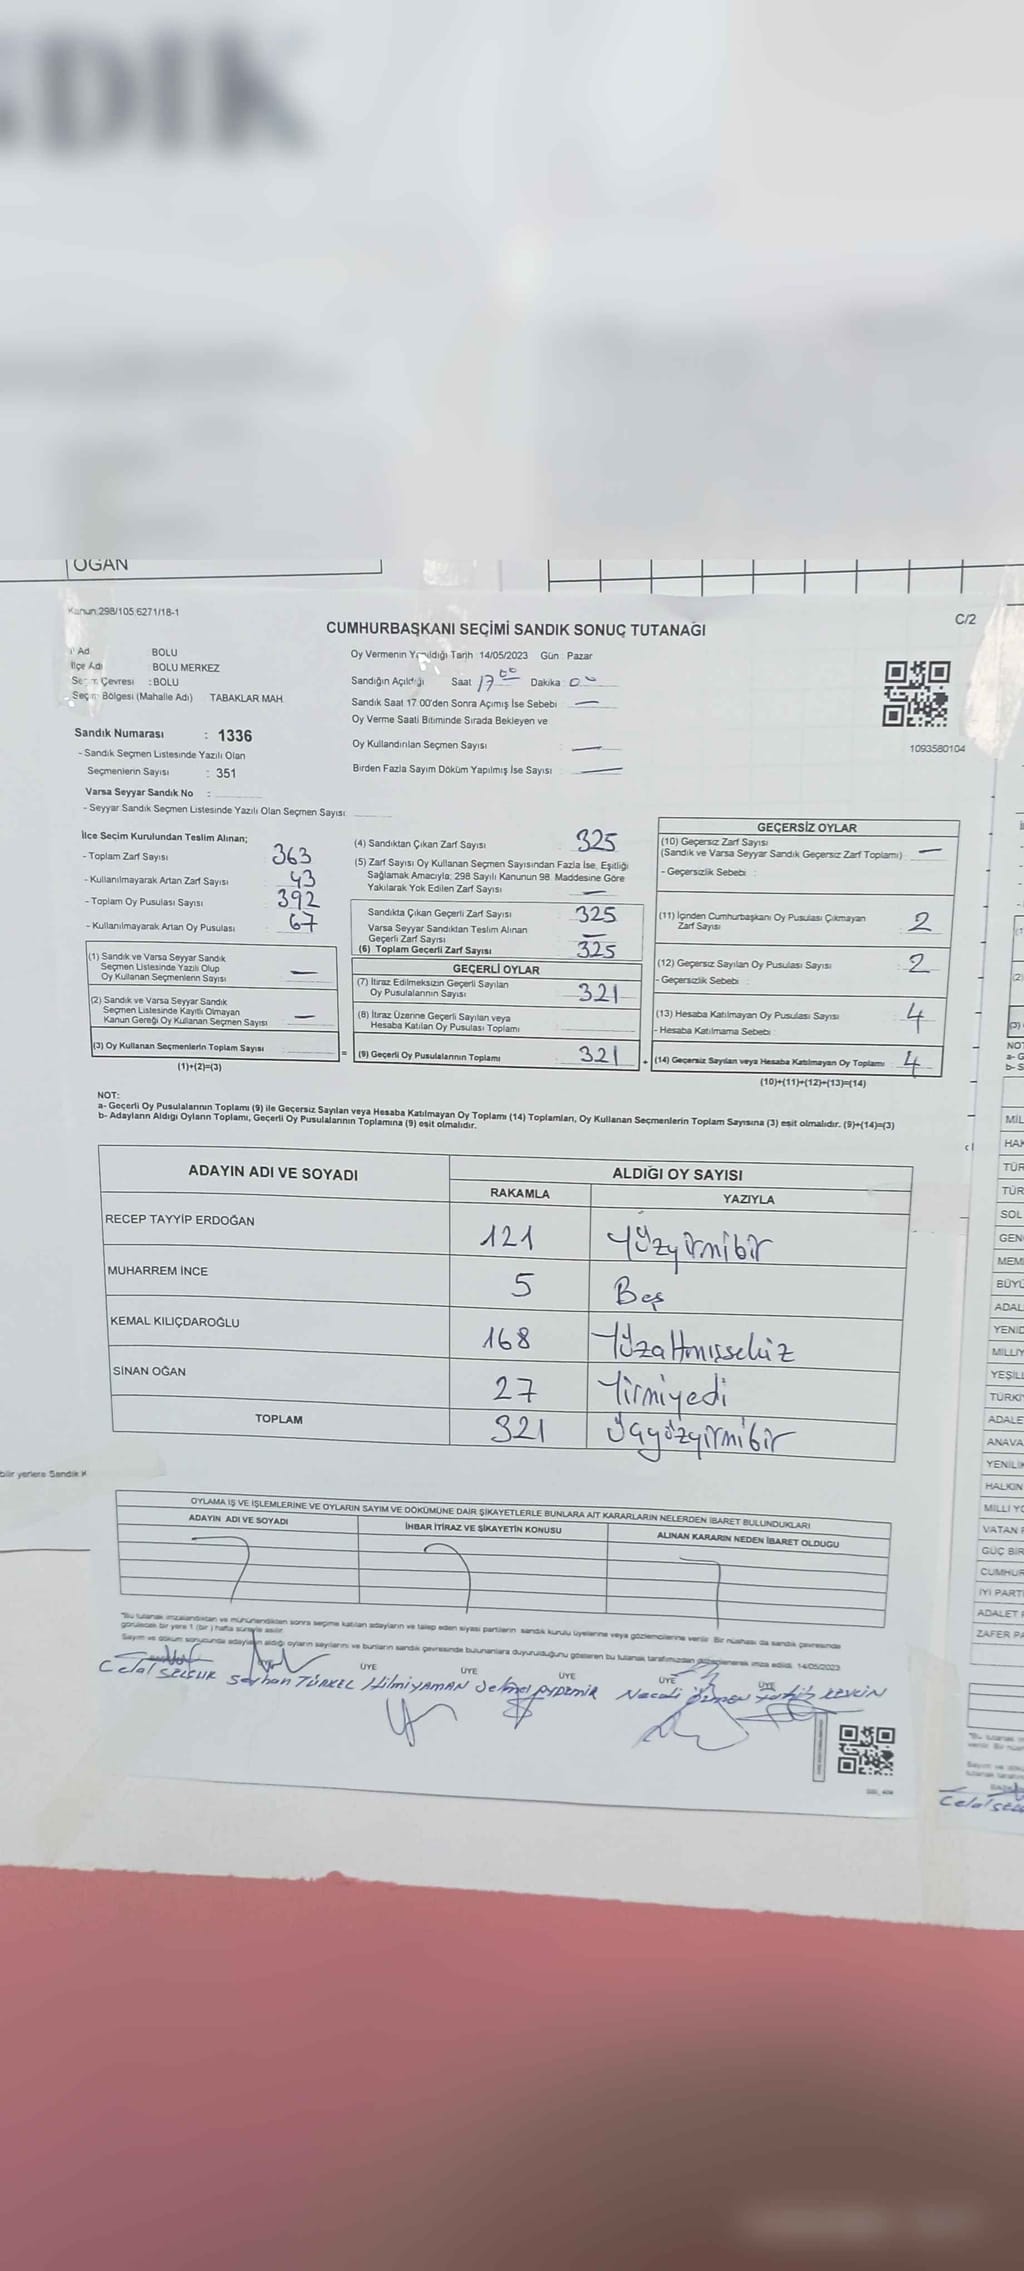 SDIK
OĞAN
Kanun:298/105,6271/18-1
C/2
CUMHURBAŞKANI SEÇİMİ SANDIK SONUÇ TUTANAĞI
İl Adı BOLU
İlçe Adı BOLU MERKEZ
Seçim Çevresi : BOLU
Seçim Bölgesi (Mahalle Adı) TABAKLAR MAH
Oy Vermenin Yapıldığı Tarih 14/05/2023 Gün : Pazar
Sandığın Açıldığı Saat 17 00 Dakika
Sandık Saat 17:00'den Sonra Açımış İse Sebebi —
Oy Verme Saati Bitiminde Sırada Bekleyen ve
Oy Kullandırılan Seçmen Sayısı —
Birden Fazla Sayım Döküm Yapılmış İse Sayısı —
1093580104
Sandık Numarası : 1336
- Sandık Seçmen Listesinde Yazılı Olan
Seçmenlerin Sayısı : 351
Varsa Seyyar Sandık No :
- Seyyar Sandık Seçmen Listesinde Yazılı Olan Seçmen Sayısı
İlçe Seçim Kurulundan Teslim Alınan;
- Toplam Zarf Sayısı 363
- Kullanılmayarak Artan Zarf Sayısı 43
- Toplam Oy Pusulası Sayısı 392
- Kullanılmayarak Artan Oy Pusulası 67
(1) Sandık ve Varsa Seyyar Sandık
Seçmen Listesinde Yazılı Olup
Oy Kullanan Seçmenlerin Sayısı —
(2) Sandık ve Varsa Seyyar Sandık
Seçmen Listesinde Kayıtlı Olmayan
Kanun Gereği Oy Kullanan Seçmen Sayısı —
(3) Oy Kullanan Seçmenlerin Toplam Sayısı
(1)+(2)=(3)
=
(4) Sandıktan Çıkan Zarf Sayısı 325
(5) Zarf Sayısı Oy Kullanan Seçmen Sayısından Fazla İse, Eşitliği
Sağlamak Amacıyla; 298 Sayılı Kanunun 98. Maddesine Göre
Yakılarak Yok Edilen Zarf Sayısı —
Sandıkta Çıkan Geçerli Zarf Sayısı 325
Varsa Seyyar Sandıktan Teslim Alınan
Geçerli Zarf Sayısı —
(6) Toplam Geçerli Zarf Sayısı 325
GEÇERLİ OYLAR
(7) İtiraz Edilmeksizin Geçerli Sayılan
Oy Pusulalarının Sayısı 321
(8) İtiraz Üzerine Geçerli Sayılan veya
Hesaba Katılan Oy Pusulası Toplamı
(9) Geçerli Oy Pusulalarının Toplamı 321
+
GEÇERSİZ OYLAR
(10) Geçersiz Zarf Sayısı
(Sandık ve Varsa Seyyar Sandık Geçersiz Zarf Toplamı) —
- Geçersizlik Sebebi :
(11) İçinden Cumhurbaşkanı Oy Pusulası Çıkmayan
Zarf Sayısı 2
(12) Geçersiz Sayılan Oy Pusulası Sayısı 2
- Geçersizlik Sebebi :
(13) Hesaba Katılmayan Oy Pusulası Sayısı 4
- Hesaba Katılmama Sebebi :
(14) Geçersiz Sayılan veya Hesaba Katılmayan Oy Toplamı 4
(10)+(11)+(12)+(13)=(14)
NOT:
a- Geçerli Oy Pusulalarının Toplamı (9) ile Geçersiz Sayılan veya Hesaba Katılmayan Oy Toplamı (14) Toplamları, Oy Kullanan Seçmenlerin Toplam Sayısına (3) eşit olmalıdır. (9)+(14)=(3)
b- Adayların Aldığı Oyların Toplamı, Geçerli Oy Pusulalarının Toplamına (9) eşit olmalıdır.
ADAYIN ADI VE SOYADI ALDIĞI OY SAYISI
RAKAMLA YAZIYLA
RECEP TAYYİP ERDOĞAN 121 Yüzyirmibir
MUHARREM İNCE 5 Beş
KEMAL KILIÇDAROĞLU 168 Yüzaltmışsekiz
SİNAN OĞAN 27 Yirmiyedi
TOPLAM 321 Üçyüzyirmibir
bilir yerlere Sandık K
OYLAMA İŞ VE İŞLEMLERİNE VE OYLARIN SAYIM VE DÖKÜMÜNE DAİR ŞİKAYETLERLE BUNLARA AİT KARARLARIN NELERDEN İBARET BULUNDUKLARI
ADAYIN ADI VE SOYADI İHBAR İTİRAZ VE ŞİKAYETİN KONUSU ALINAN KARARIN NEDEN İBARET OLDUGU
"Bu tutanak imzalandıktan ve mühürlendikten sonra seçime katılan adayların ve talep eden siyasi partilerin sandık kurulu üyelerine veya gözlemcilerine verilir. Bir nüshası da sandık çevresinde
görülecek bir yere 1 (bir) hafta süreyle asılır.
Sayım ve döküm sonucunda adayların aldığı oyların sayılarını ve bunların sandık çevresinde bulunanlara duyurulduğunu gösteren bu tutanak tarafımızdan düzenlenerek imza edildi. 14/05/2023
ÜYE ÜYE ÜYE ÜYE ÜYE
Celal SELÇUK Serhan TÜRKEL Hilmi YAMAN AYDEMİR Necati
NOT
a- G
b- S
MİL
HAK
TÜR
TÜR
SOL
GEN
MEM
BÜYÜ
ADAL
YENİD
MİLLİY
YEŞİLL
TÜRKİY
ADALE
ANAVA
YENİLİK
HALKIN
MİLLİ YO
VATAN P
GÜÇ BİR
CUMHUR
İYİ PARTİ
ADALET P
ZAFER PA
Celal SEL